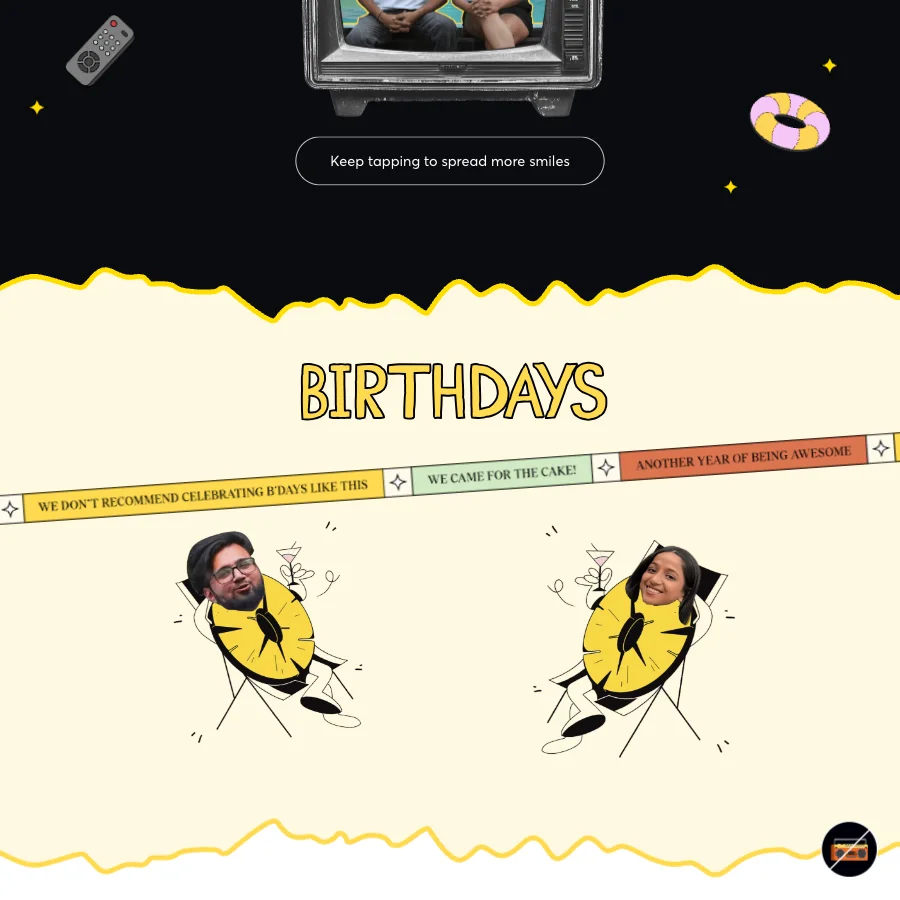 Keep tapping to spread more smiles
BIRTHDAYS
WE DON'T RECOMMEND CELEBRATING B'DAYS LIKE THIS
WE CAME FOR THE CAKE!
ANOTHER YEAR OF BEING AWESOME